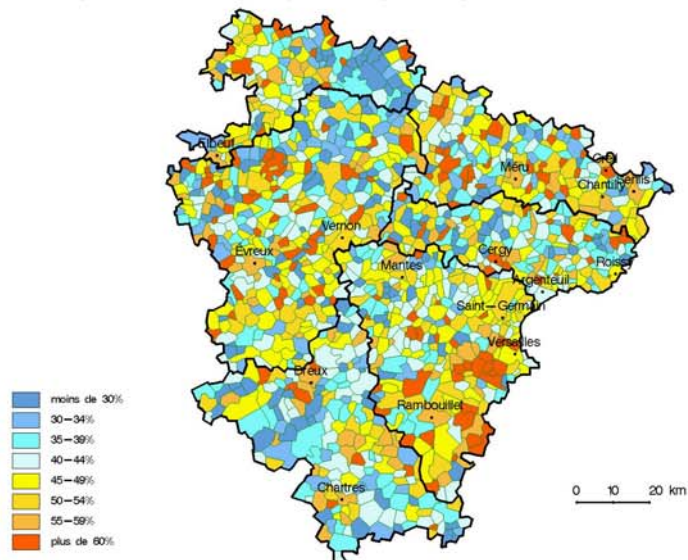 Elbeuf
Creil
Méru
Senlis
Chantilly
Vernon
Évreux
Cergy
Mantes
Roissy
Argenteuil
Saint-Germain
Versailles
Dreux
Rambouillet
Chartres
moins de 30%
30-34%
35-39%
40-44%
45-49%
50-54%
55-59%
plus de 60%
0 10 20 km